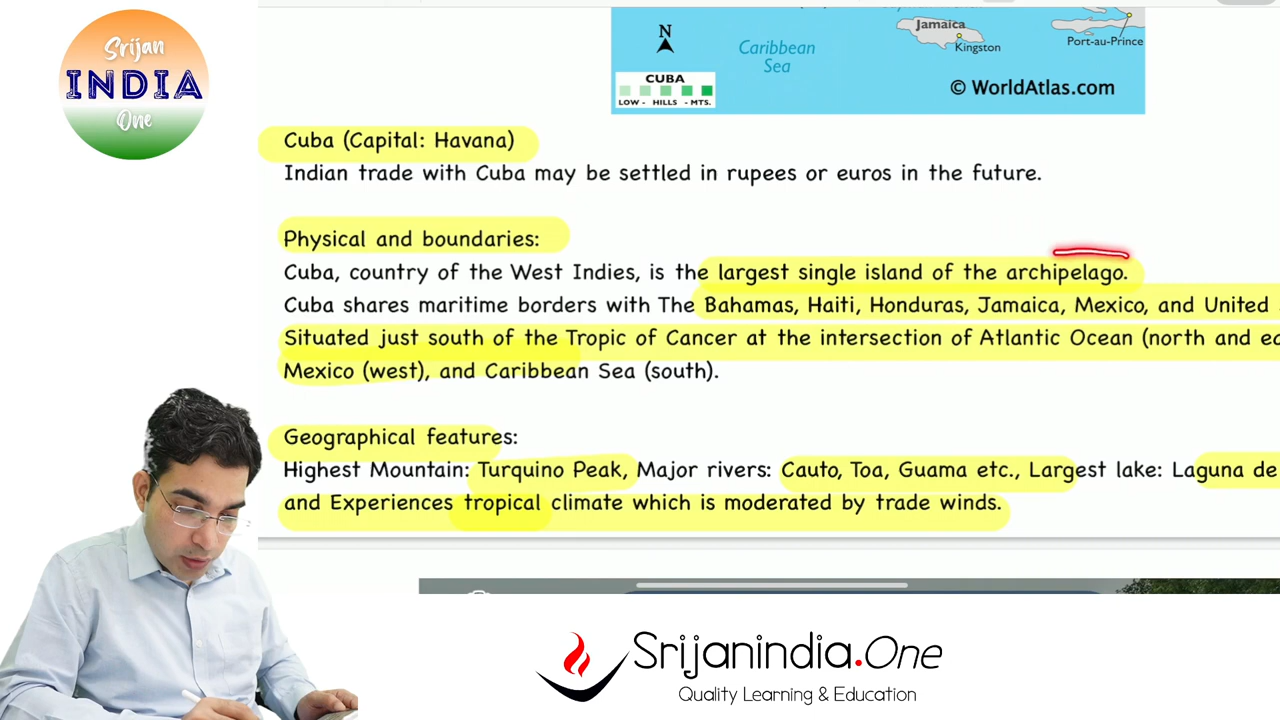 Srijan
INDIA
One
Jamaica
Kingston
Port-au-Prince
N
Caribbean
Sea
CUBA
LOW - HILLS - MTS.
© WorldAtlas.com
Cuba (Capital: Havana)
Indian trade with Cuba may be settled in rupees or euros in the future.
Physical and boundaries:
Cuba, country of the West Indies, is the largest single island of the archipelago.
Cuba shares maritime borders with The Bahamas, Haiti, Honduras, Jamaica, Mexico, and United
Situated just south of the Tropic of Cancer at the intersection of Atlantic Ocean (north and
Mexico (west), and Caribbean Sea (south).
Geographical features:
Highest Mountain: Turquino Peak, Major rivers: Cauto, Toa, Guama etc., Largest lake: Laguna de
and Experiences tropical climate which is moderated by trade winds.
Srijanindia.One
Quality Learning & Education